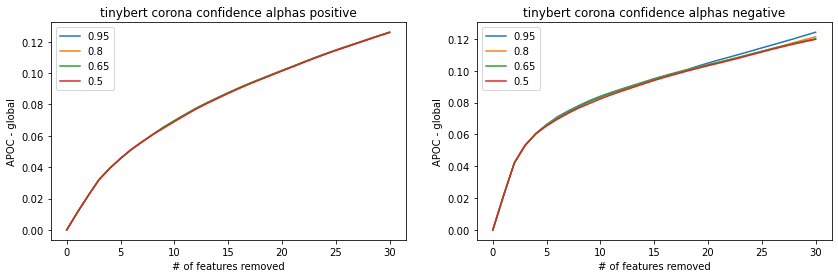 tinybert corona confidence alphas positive
0.95
0.8
0.65
0.5
APOC - global
0.12
0.10
0.08
0.06
0.04
0.02
0.00
0 5 10 15 20 25 30
# of features removed
tinybert corona confidence alphas negative
0.95
0.8
0.65
0.5
APOC - global
0.12
0.10
0.08
0.06
0.04
0.02
0.00
0 5 10 15 20 25 30
# of features removed